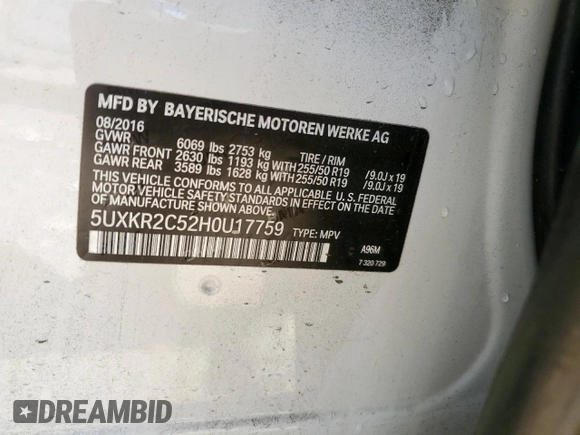 MFD BY BAYERISCHE MOTOREN WERKE AG
08/2016
GVWR 6069 lbs 2753 kg TIRE / RIM
GAWR FRONT 2630 lbs 1193 kg WITH 255/50 R19 /9.0J x 19
GAWR REAR 3589 lbs 1628 kg WITH 255/50 R19 /9.0J x 19
THIS VEHICLE CONFORMS TO ALL APPLICABLE U.S. FEDERAL
MOTOR VEHICLE SAFETY STANDARDS IN EFFECT ON THE
DATE OF MANUFACTURE SHOWN ABOVE.
5UXKR2C52H0U17759 TYPE: MPV
A96M
7 320 729
DREAMBID